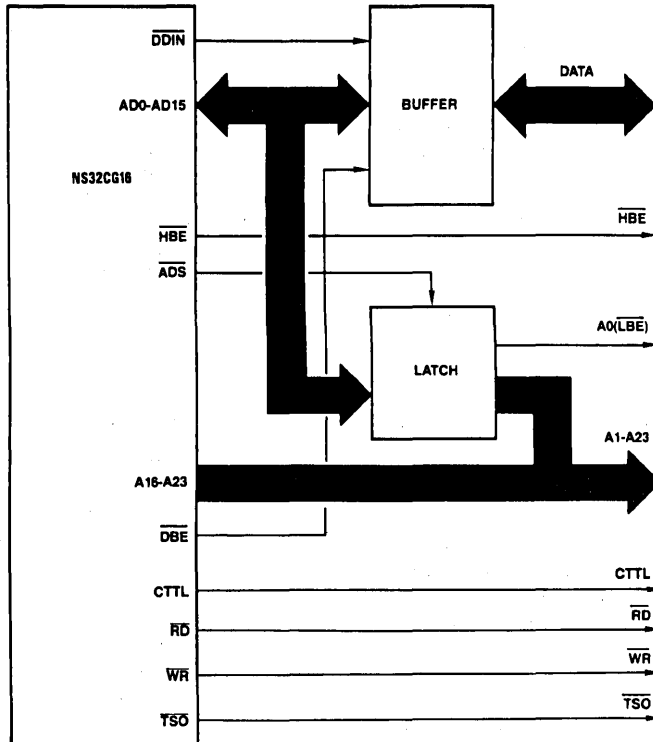 DDIN
BUFFER
DATA
AD0-AD15
NS32CG16
HBE
HBE
ADS
A0(LBE)
LATCH
A1-A23
A16-A23
DBE
CTTL
CTTL
RD
RD
WR
WR
TSO
TSO